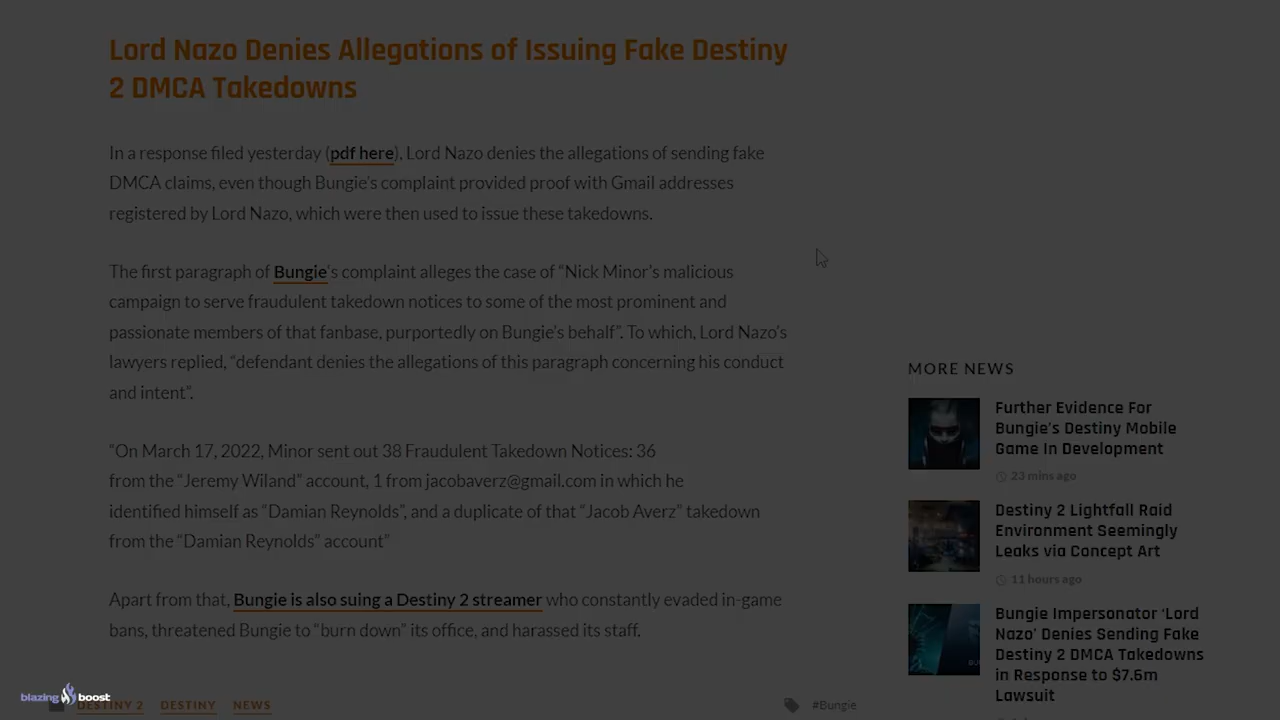 Lord Nazo Denies Allegations of Issuing Fake Destiny
2 DMCA Takedowns
In a response filed yesterday (pdf here), Lord Nazo denies the allegations of sending fake
DMCA claims, even though Bungie's complaint provided proof with Gmail addresses
registered by Lord Nazo, which were then used to issue these takedowns.
The first paragraph of Bungie's complaint alleges the case of “Nick Minor's malicious
campaign to serve fraudulent takedown notices to some of the most prominent and
passionate members of that fanbase, purportedly on Bungie's behalf”. To which, Lord Nazo's
lawyers replied, “defendant denies the allegations of this paragraph concerning his conduct
and intent”.
“On March 17, 2022, Minor sent out 38 Fraudulent Takedown Notices: 36
from the “Jeremy Wiland” account, 1 from jacobaverz@gmail.com in which he
identified himself as “Damian Reynolds”, and a duplicate of that “Jacob Averz” takedown
from the “Damian Reynolds” account”
Apart from that, Bungie is also suing a Destiny 2 streamer who constantly evaded in-game
bans, threatened Bungie to “burn down” its office, and harassed its staff.
DESTINY 2 DESTINY NEWS
#Bungie
MORE NEWS
Further Evidence For
Bungie's Destiny Mobile
Game In Development
23 mins ago
Destiny 2 Lightfall Raid
Environment Seemingly
Leaks via Concept Art
11 hours ago
Bungie Impersonator ‘Lord
Nazo’ Denies Sending Fake
Destiny 2 DMCA Takedowns
in Response to $7.6m
Lawsuit
blazing boost